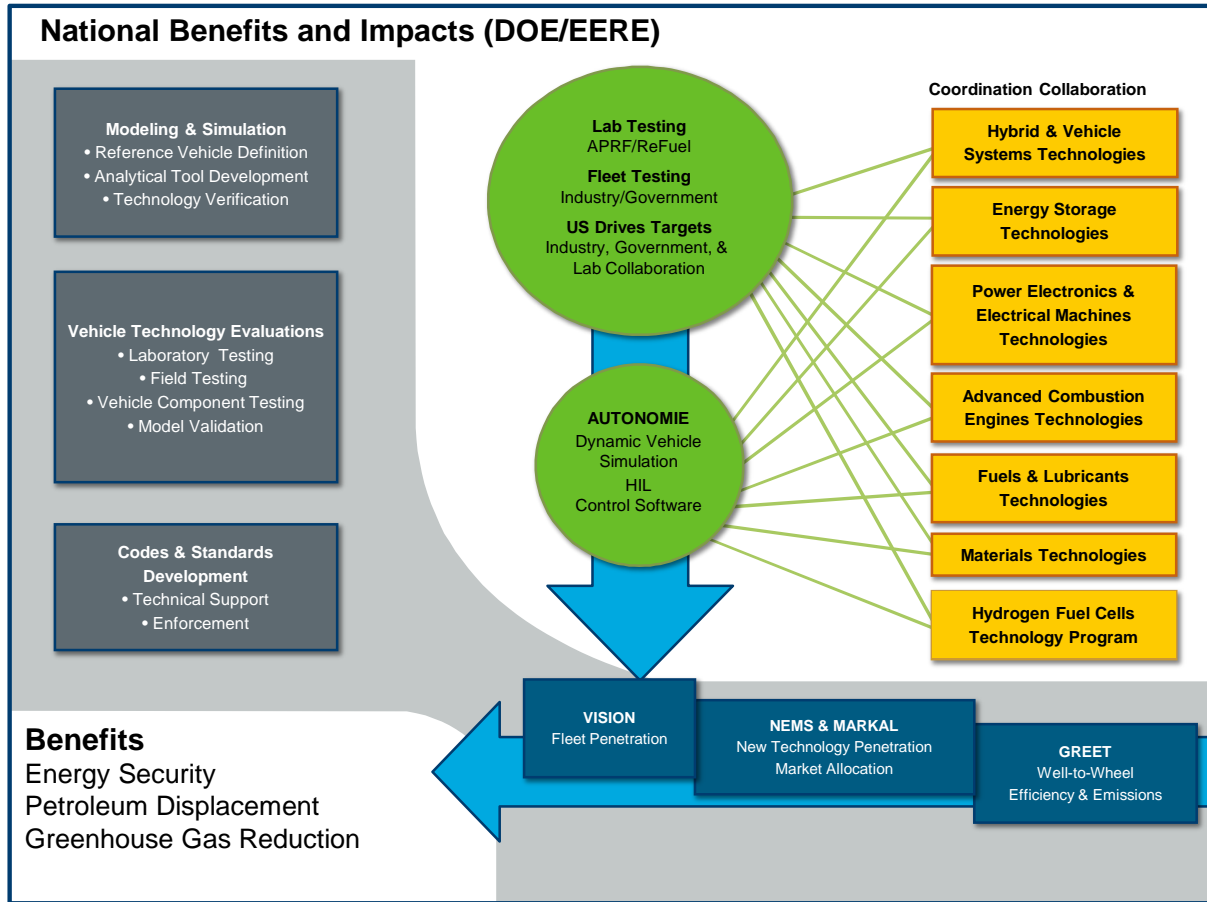 National Benefits and Impacts (DOE/EERE)
Modeling & Simulation
• Reference Vehicle Definition
• Analytical Tool Development
• Technology Verification
Vehicle Technology Evaluations
• Laboratory Testing
• Field Testing
• Vehicle Component Testing
• Model Validation
Codes & Standards
Development
• Technical Support
• Enforcement
Lab Testing
APRF/ReFuel
Fleet Testing
Industry/Government
US Drives Targets
Industry, Government, &
Lab Collaboration
AUTONOMIE
Dynamic Vehicle
Simulation
HIL
Control Software
Coordination Collaboration
Hybrid & Vehicle
Systems Technologies
Energy Storage
Technologies
Power Electronics &
Electrical Machines
Technologies
Advanced Combustion
Engines Technologies
Fuels & Lubricants
Technologies
Materials Technologies
Hydrogen Fuel Cells
Technology Program
VISION
Fleet Penetration
NEMS & MARKAL
New Technology Penetration
Market Allocation
GREET
Well-to-Wheel
Efficiency & Emissions
Benefits
Energy Security
Petroleum Displacement
Greenhouse Gas Reduction